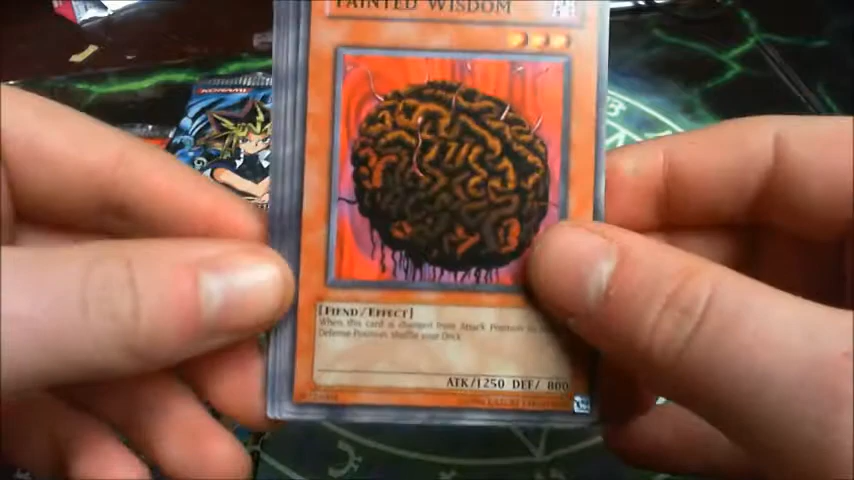 TAINTED WISDOM
KONAMI
[FIEND/EFFECT]
When this card is changed from Attack Position to
Defense Position, shuffle your Deck.
ATK/1250 DEF/ 800